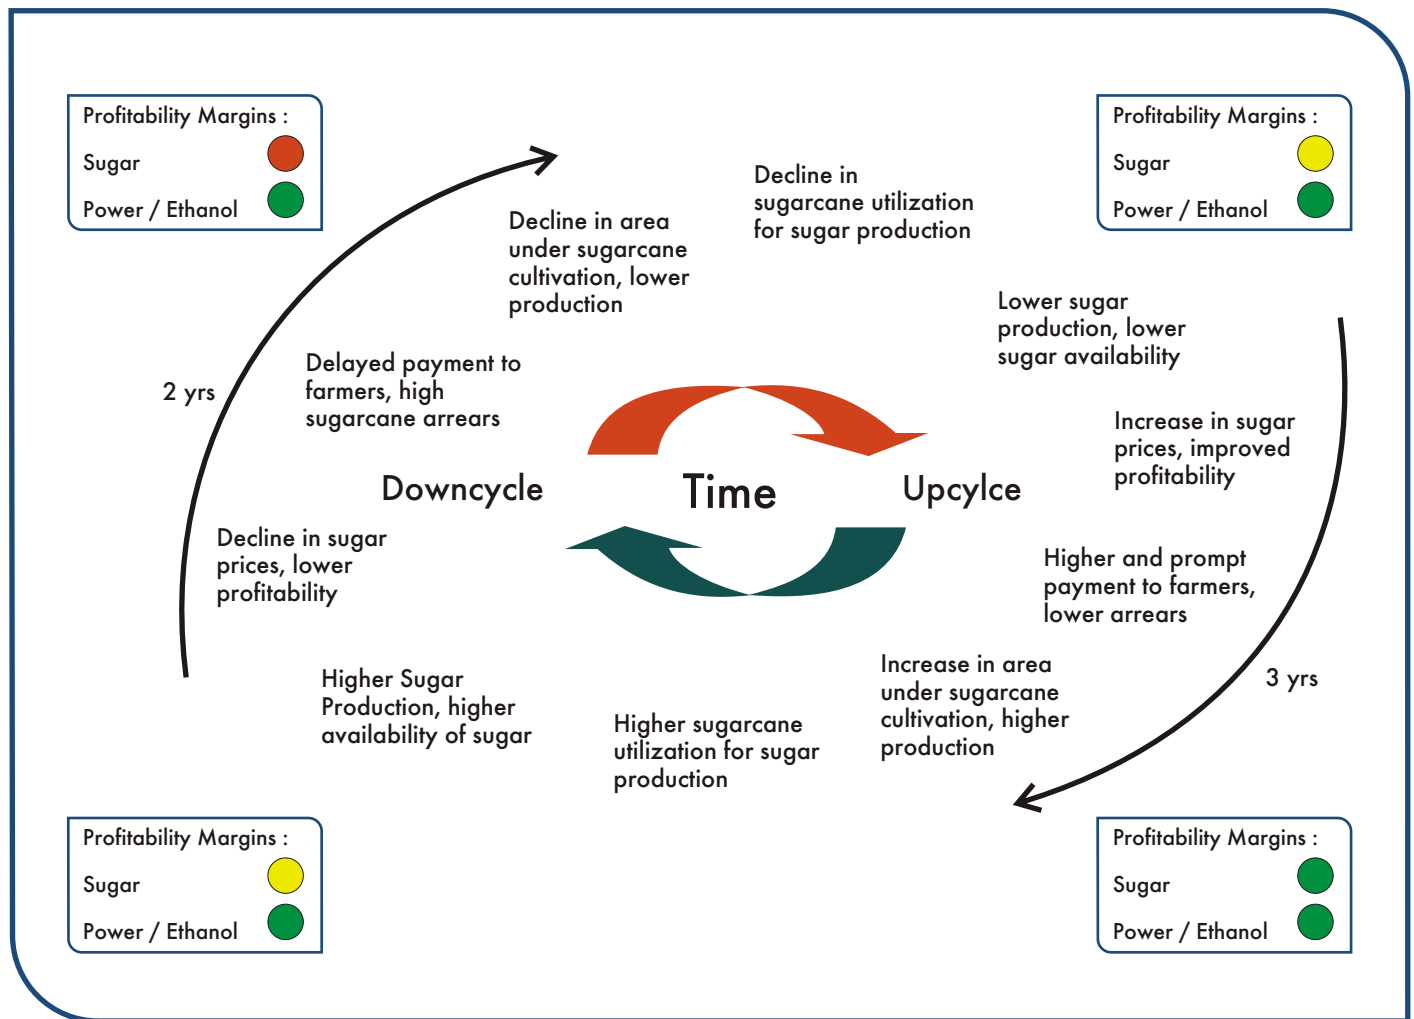 Profitability Margins :
Sugar
Power / Ethanol
Profitability Margins :
Sugar
Power / Ethanol
Decline in
sugarcane utilization
for sugar production
Decline in area
under sugarcane
cultivation, lower
production
Lower sugar
production, lower
sugar availability
Delayed payment to
farmers, high
sugarcane arrears
2 yrs
Increase in sugar
prices, improved
profitability
Downcycle
Time
Upcylce
Decline in sugar
prices, lower
profitability
Higher and prompt
payment to farmers,
lower arrears
Increase in area
under sugarcane
cultivation, higher
production
3 yrs
Higher Sugar
Production, higher
availability of sugar
Higher sugarcane
utilization for sugar
production
Profitability Margins :
Sugar
Power / Ethanol
Profitability Margins :
Sugar
Power / Ethanol